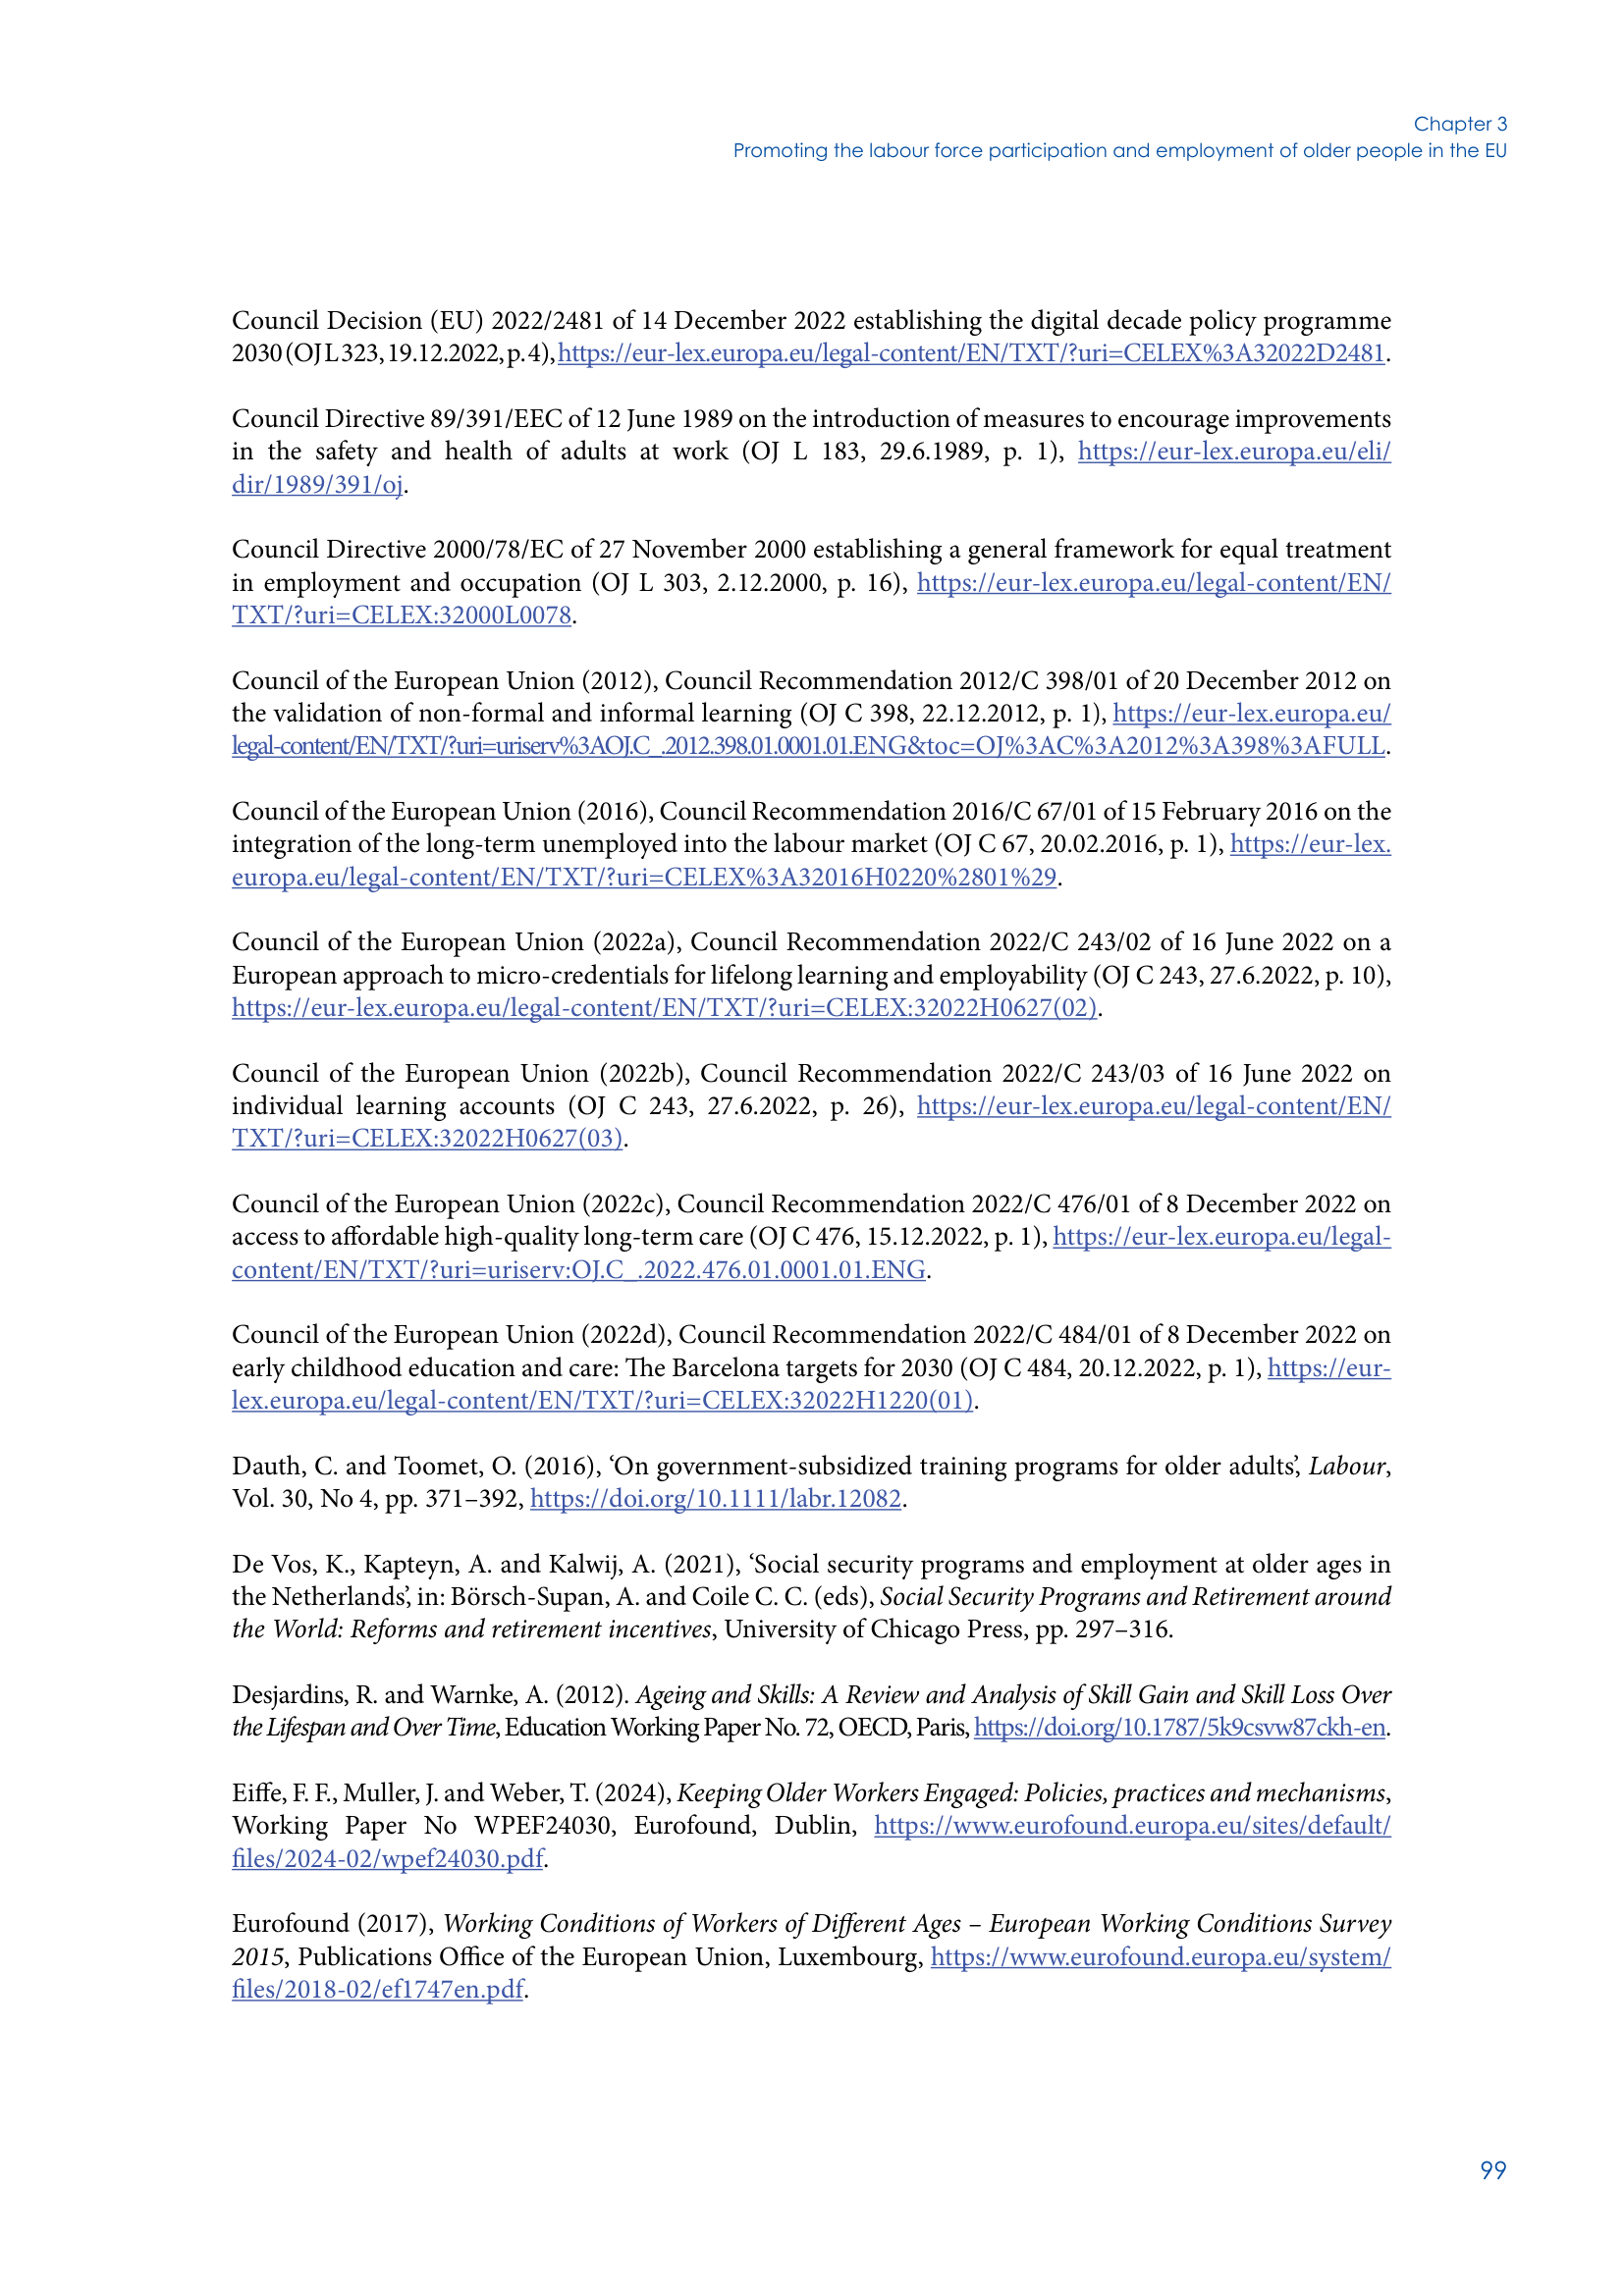 Chapter 3
Promoting the labour force participation and employment of older people in the EU
Council Decision (EU) 2022/2481 of 14 December 2022 establishing the digital decade policy programme
2030 (OJ L 323, 19.12.2022, p. 4), https://eur-lex.europa.eu/legal-content/EN/TXT/?uri=CELEX%3A32022D2481.
Council Directive 89/391/EEC of 12 June 1989 on the introduction of measures to encourage improvements
in the safety and health of adults at work (OJ L 183, 29.6.1989, p. 1), https://eur-lex.europa.eu/eli/
dir/1989/391/oj.
Council Directive 2000/78/EC of 27 November 2000 establishing a general framework for equal treatment
in employment and occupation (OJ L 303, 2.12.2000, p. 16), https://eur-lex.europa.eu/legal-content/EN/
TXT/?uri=CELEX:32000L0078.
Council of the European Union (2012), Council Recommendation 2012/C 398/01 of 20 December 2012 on
the validation of non-formal and informal learning (OJ C 398, 22.12.2012, p. 1), https://eur-lex.europa.eu/
legal-content/EN/TXT/?uri=uriserv%3AOJ.C_.2012.398.01.0001.01.ENG&toc=OJ%3AC%3A2012%3A398%3AFULL.
Council of the European Union (2016), Council Recommendation 2016/C 67/01 of 15 February 2016 on the
integration of the long-term unemployed into the labour market (OJ C 67, 20.02.2016, p. 1), https://eur-lex.
europa.eu/legal-content/EN/TXT/?uri=CELEX%3A32016H0220%2801%29.
Council of the European Union (2022a), Council Recommendation 2022/C 243/02 of 16 June 2022 on a
European approach to micro-credentials for lifelong learning and employability (OJ C 243, 27.6.2022, p. 10),
https://eur-lex.europa.eu/legal-content/EN/TXT/?uri=CELEX:32022H0627(02).
Council of the European Union (2022b), Council Recommendation 2022/C 243/03 of 16 June 2022 on
individual learning accounts (OJ C 243, 27.6.2022, p. 26), https://eur-lex.europa.eu/legal-content/EN/
TXT/?uri=CELEX:32022H0627(03).
Council of the European Union (2022c), Council Recommendation 2022/C 476/01 of 8 December 2022 on
access to affordable high-quality long-term care (OJ C 476, 15.12.2022, p. 1), https://eur-lex.europa.eu/legal-
content/EN/TXT/?uri=uriserv:OJ.C_.2022.476.01.0001.01.ENG.
Council of the European Union (2022d), Council Recommendation 2022/C 484/01 of 8 December 2022 on
early childhood education and care: The Barcelona targets for 2030 (OJ C 484, 20.12.2022, p. 1), https://eur-
lex.europa.eu/legal-content/EN/TXT/?uri=CELEX:32022H1220(01).
Dauth, C. and Toomet, O. (2016), ‘On government-subsidized training programs for older adults’, Labour,
Vol. 30, No 4, pp. 371–392, https://doi.org/10.1111/labr.12082.
De Vos, K., Kapteyn, A. and Kalwij, A. (2021), ‘Social security programs and employment at older ages in
the Netherlands’, in: Börsch-Supan, A. and Coile C. C. (eds), Social Security Programs and Retirement around
the World: Reforms and retirement incentives, University of Chicago Press, pp. 297–316.
Desjardins, R. and Warnke, A. (2012). Ageing and Skills: A Review and Analysis of Skill Gain and Skill Loss Over
the Lifespan and Over Time, Education Working Paper No. 72, OECD, Paris, https://doi.org/10.1787/5k9csvw87ckh-en.
Eiffe, F. F., Muller, J. and Weber, T. (2024), Keeping Older Workers Engaged: Policies, practices and mechanisms,
Working Paper No WPEF24030, Eurofound, Dublin, https://www.eurofound.europa.eu/sites/default/
files/2024-02/wpef24030.pdf.
Eurofound (2017), Working Conditions of Workers of Different Ages – European Working Conditions Survey
2015, Publications Office of the European Union, Luxembourg, https://www.eurofound.europa.eu/system/
files/2018-02/ef1747en.pdf.
99